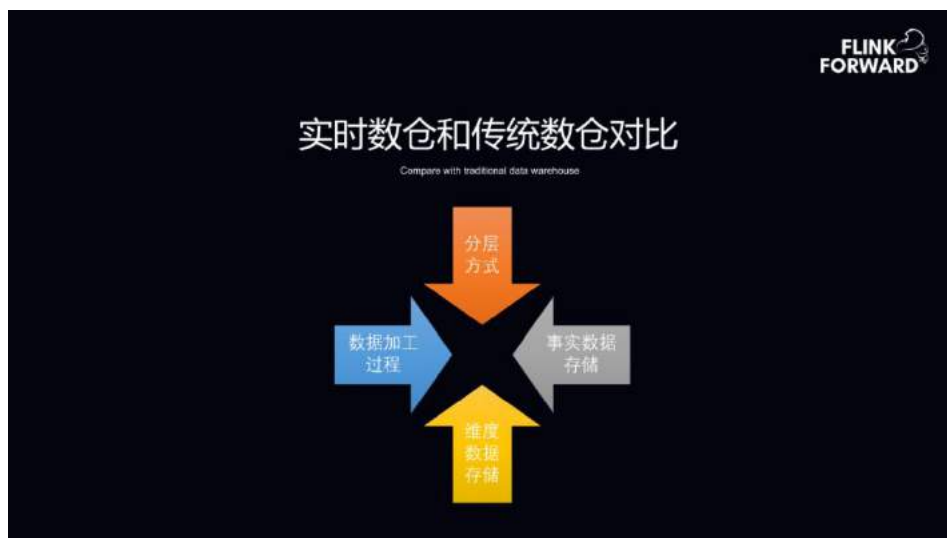 FLINK
FORWARD
实时数仓和传统数仓对比
Compare with traditional data warehouse
分层
方式
数据加工
过程
事实数据
存储
维度
数据
存储